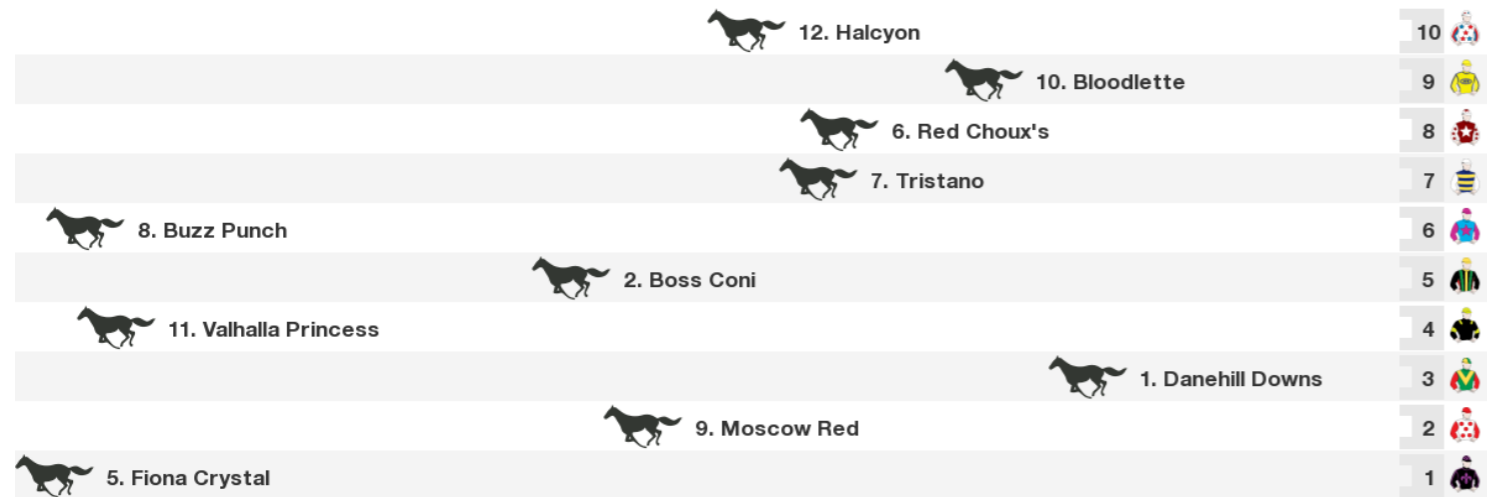 12. Halcyon 10
10. Bloodlette 9
6. Red Choux's 8
7. Tristano 7
8. Buzz Punch 6
2. Boss Coni 5
11. Valhalla Princess 4
1. Danehill Downs 3
9. Moscow Red 2
5. Fiona Crystal 1